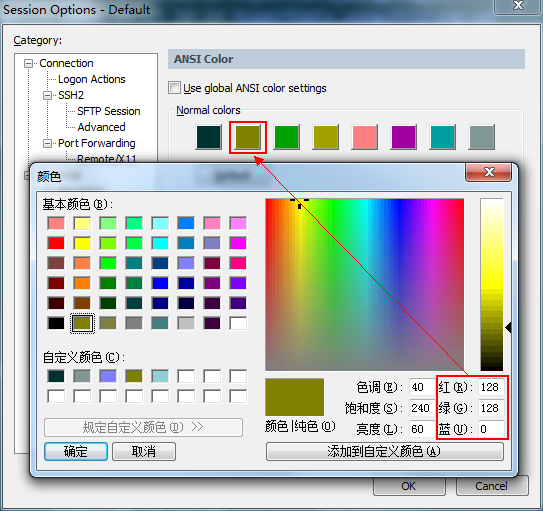 Session Options - Default
Category:
Connection
Logon Actions
SSH2
SFTP Session
Advanced
Port Forwarding
Remote/X11
ANSI Color
Use global ANSI color settings
Normal colors
颜色
基本颜色(B):
自定义颜色(C):
规定自定义颜色(D) >>
确定
取消
颜色|纯色(O)
色调(E): 40
饱和度(S): 240
亮度(L): 60
红(R): 128
绿(G): 128
蓝(U): 0
添加到自定义颜色(A)
OK
Cancel